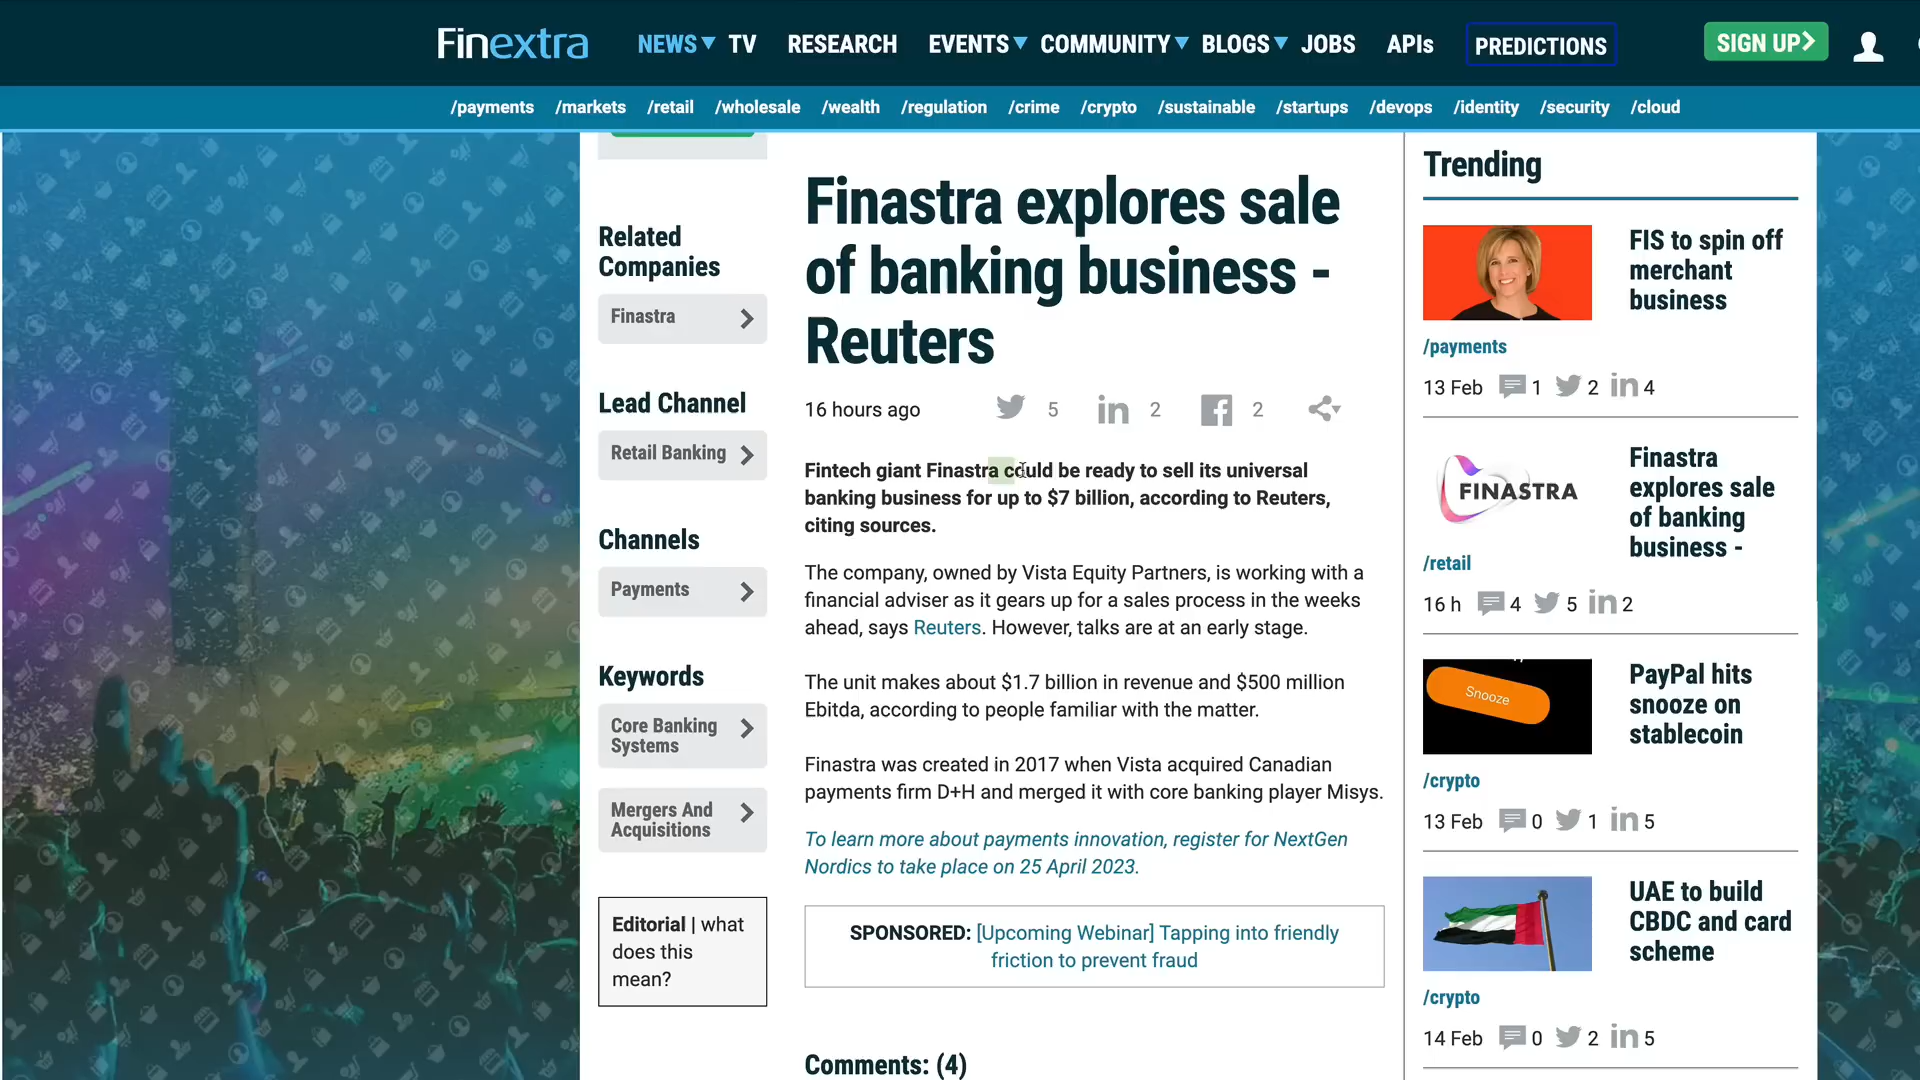 Finextra
NEWS TV RESEARCH EVENTS COMMUNITY BLOGS JOBS APIs PREDICTIONS SIGN UP
/payments /markets /retail /wholesale /wealth /regulation /crime /crypto /sustainable /startups /devops /identity /security /cloud
Related
Companies
Finastra
Lead Channel
Retail Banking
Channels
Payments
Keywords
Core Banking
Systems
Mergers And
Acquisitions
Editorial | what
does this
mean?
Finastra explores sale
of banking business -
Reuters
16 hours ago 5 2 2
Fintech giant Finastra could be ready to sell its universal
banking business for up to $7 billion, according to Reuters,
citing sources.
The company, owned by Vista Equity Partners, is working with a
financial adviser as it gears up for a sales process in the weeks
ahead, says Reuters. However, talks are at an early stage.
The unit makes about $1.7 billion in revenue and $500 million
Ebitda, according to people familiar with the matter.
Finastra was created in 2017 when Vista acquired Canadian
payments firm D+H and merged it with core banking player Misys.
To learn more about payments innovation, register for NextGen
Nordics to take place on 25 April 2023.
SPONSORED: [Upcoming Webinar] Tapping into friendly
friction to prevent fraud
Comments: (4)
Trending
FIS to spin off
merchant
business
/payments
13 Feb 1 2 in 4
FINASTRA
Finastra
explores sale
of banking
business -
/retail
16 h 4 5 in 2
Snooze
PayPal hits
snooze on
stablecoin
/crypto
13 Feb 0 1 in 5
UAE to build
CBDC and card
scheme
/crypto
14 Feb 0 2 in 5